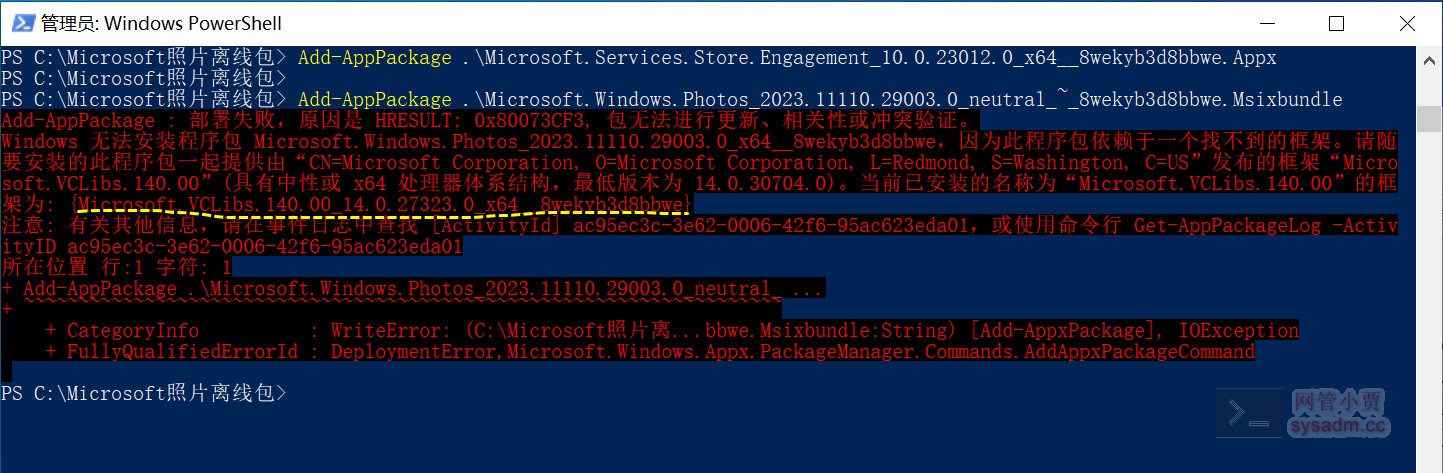 管理员: Windows PowerShell
PS C:\Microsoft照片离线包> Add-AppPackage .\Microsoft.Services.Store.Engagement_10.0.23012.0_x64__8wekyb3d8bbwe.Appx
PS C:\Microsoft照片离线包>
PS C:\Microsoft照片离线包> Add-AppPackage .\Microsoft.Windows.Photos_2023.11110.29003.0_neutral_~_8wekyb3d8bbwe.Msixbundle
Add-AppPackage : 部署失败，原因是 HRESULT: 0x80073CF3, 包无法进行更新、相关性或冲突验证。
Windows 无法安装程序包 Microsoft.Windows.Photos_2023.11110.29003.0_x64__8wekyb3d8bbwe，因为此程序包依赖于一个找不到的框架。请随
要安装的此程序包一起提供由“CN=Microsoft Corporation, O=Microsoft Corporation, L=Redmond, S=Washington, C=US”发布的框架“Micro
soft.VCLibs.140.00”(具有中性或 x64 处理器体系结构，最低版本为 14.0.30704.0)。当前已安装的名称为“Microsoft.VCLibs.140.00”的框
架为: {Microsoft.VCLibs.140.00_14.0.27323.0_x64__8wekyb3d8bbwe}
注意: 有关其他信息，请在事件日志中查找 [ActivityId] ac95ec3c-3e62-0006-42f6-95ac623eda01，或使用命令行 Get-AppPackageLog -Activ
ityID ac95ec3c-3e62-0006-42f6-95ac623eda01
所在位置 行:1 字符: 1
+ Add-AppPackage .\Microsoft.Windows.Photos_2023.11110.29003.0_neutral_ ...
+ ~~~~~~~~~~~~~~~~~~~~~~~~~~~~~~~~~~~~~~~~~~~~~~~~~~~~~~~~~~~~~~~~~~~~~
+ CategoryInfo : WriteError: (C:\Microsoft照片离...bbwe.Msixbundle:String) [Add-AppxPackage], IOException
+ FullyQualifiedErrorId : DeploymentError,Microsoft.Windows.Appx.PackageManager.Commands.AddAppxPackageCommand
PS C:\Microsoft照片离线包>
网管小贾
sysadm.cc